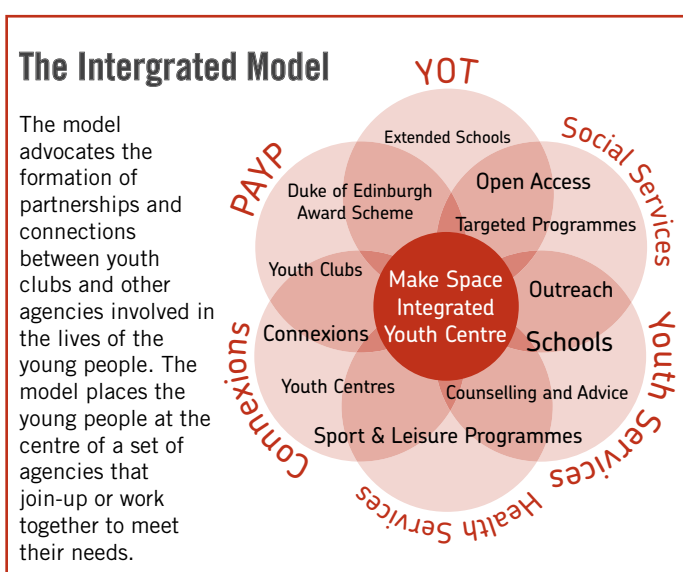 The Intergrated Model
The model
advocates the
formation of
partnerships and
connections
between youth
clubs and other
agencies involved in
the lives of the
young people. The
model places the
young people at the
centre of a set of
agencies that
join-up or work
together to meet
their needs.
YOT
Social Services
Youth Services
Health Services
Connexions
PAYP
Extended Schools
Duke of Edinburgh
Award Scheme
Open Access
Targeted Programmes
Youth Clubs
Make Space
Integrated
Youth Centre
Outreach
Connexions
Schools
Youth Centres
Counselling and Advice
Sport & Leisure Programmes